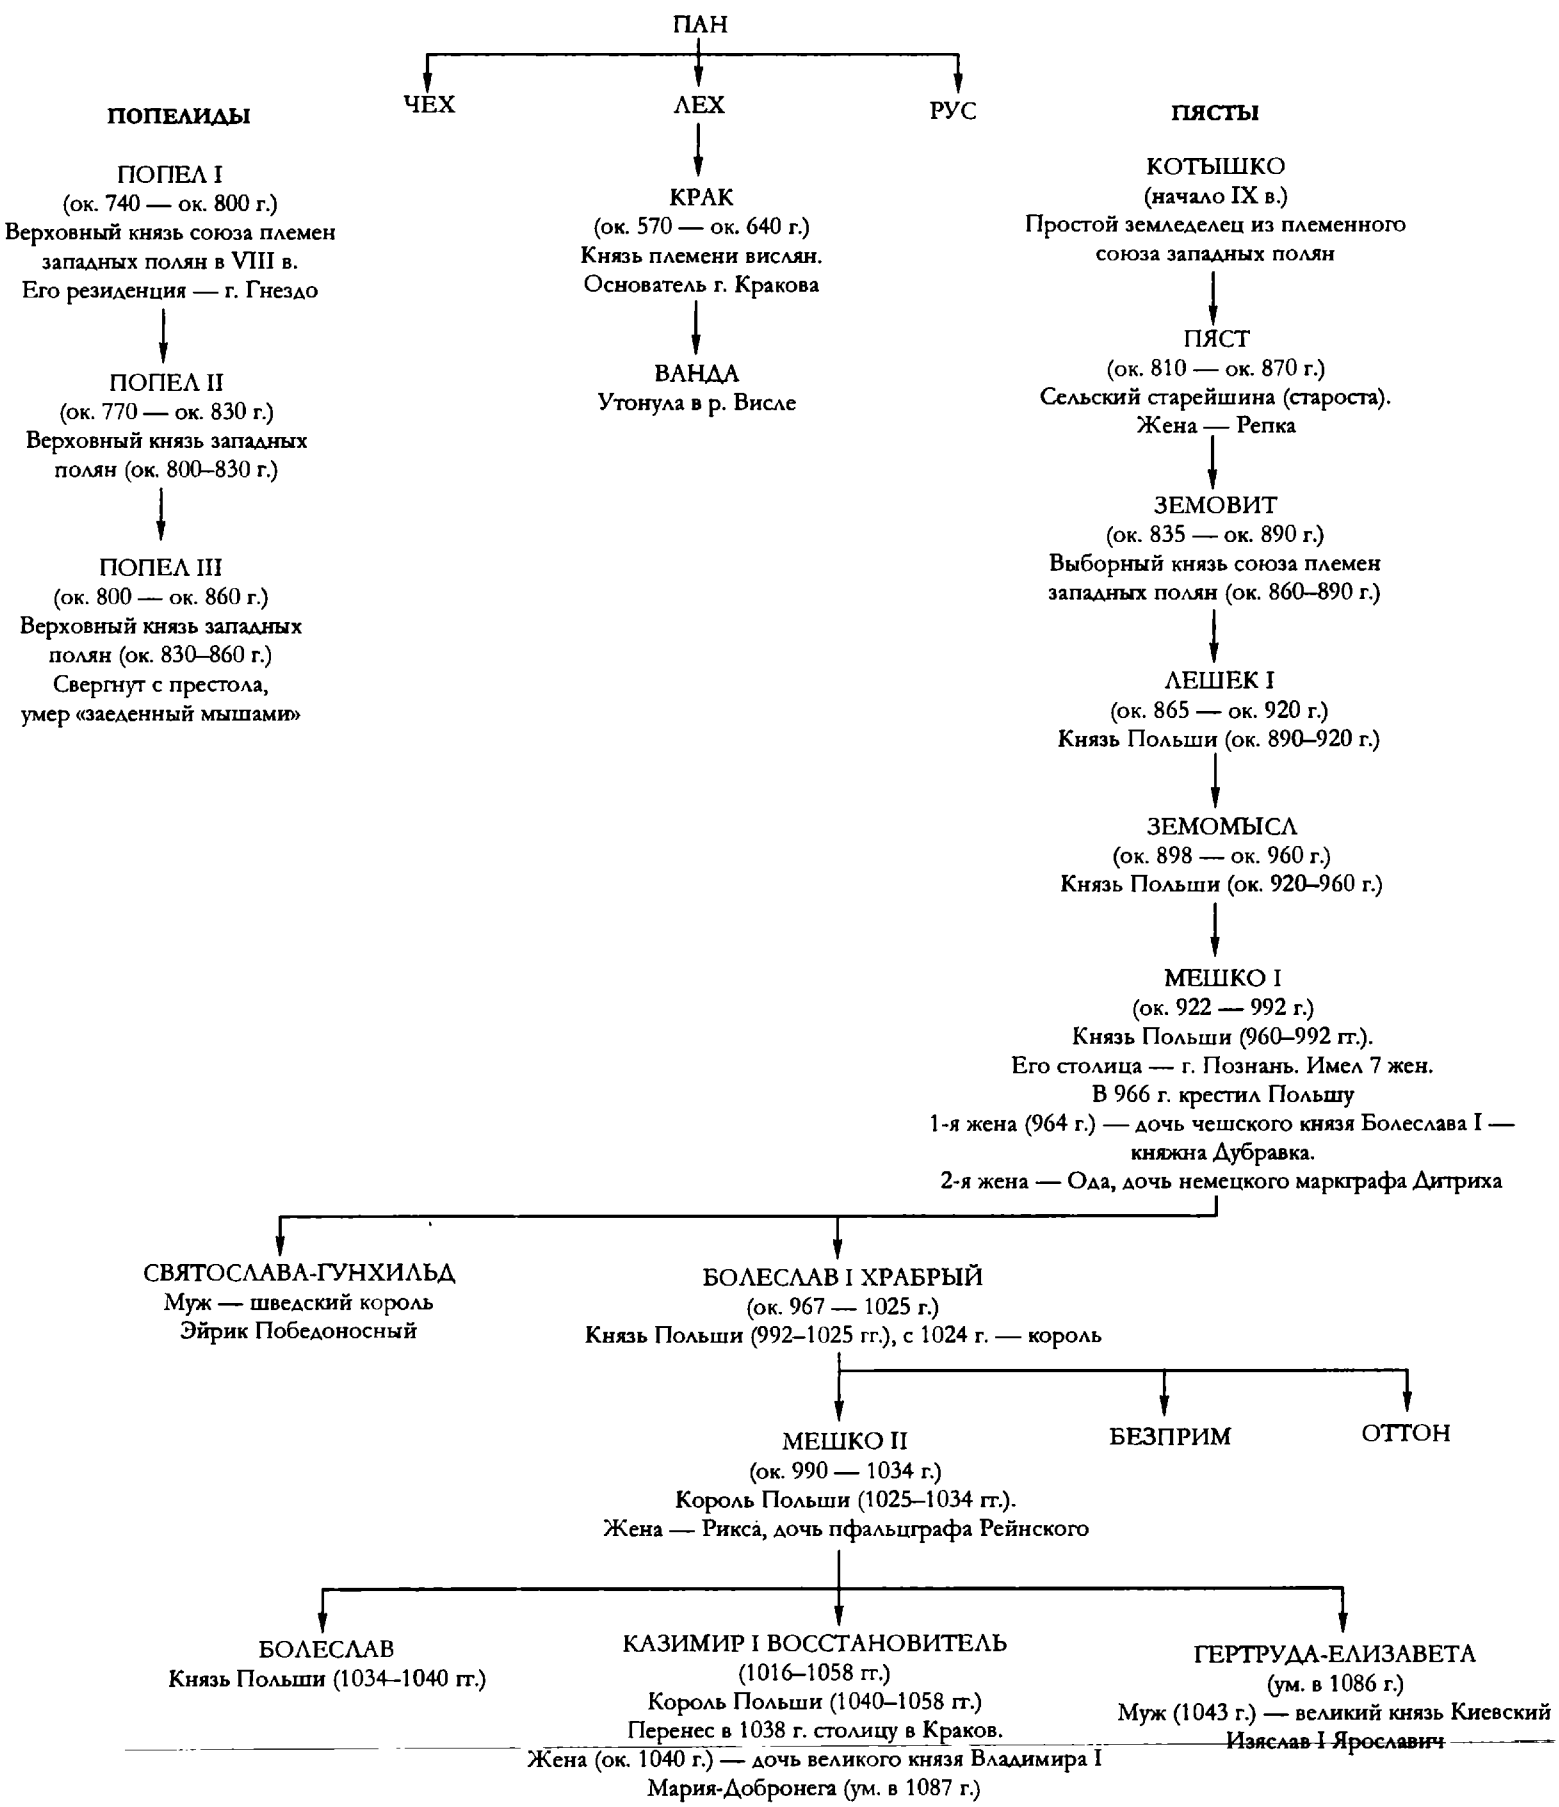 ПАН
ЧЕХ
ЛЕХ
РУС
ПОПЕЛИДЫ
ПОПЕЛ I
(ок. 740 — ок. 800 г.)
Верховный князь союза племен
западных полян в VIII в.
Его резиденция — г. Гнездо
ПОПЕЛ II
(ок. 770 — ок. 830 г.)
Верховный князь западных
полян (ок. 800–830 г.)
ПОПЕЛ III
(ок. 800 — ок. 860 г.)
Верховный князь западных
полян (ок. 830–860 г.)
Свергнут с престола,
умер «заеденный мышами»
КРАК
(ок. 570 — ок. 640 г.)
Князь племени вислян.
Основатель г. Кракова
ВАНДА
Утонула в р. Висле
ПЯСТЫ
КОТЫШКО
(начало IX в.)
Простой земледелец из племенного
союза западных полян
ПЯСТ
(ок. 810 — ок. 870 г.)
Сельский старейшина (староста).
Жена — Репка
ЗЕМОВИТ
(ок. 835 — ок. 890 г.)
Выборный князь союза племен
западных полян (ок. 860–890 г.)
ЛЕШЕК I
(ок. 865 — ок. 920 г.)
Князь Польши (ок. 890–920 г.)
ЗЕМОМЫСЛ
(ок. 898 — ок. 960 г.)
Князь Польши (ок. 920–960 г.)
МЕШКО I
(ок. 922 — 992 г.)
Князь Польши (960–992 гг.).
Его столица — г. Познань. Имел 7 жен.
В 966 г. крестил Польшу
1-я жена (964 г.) — дочь чешского князя Болеслава I —
княжна Дубравка.
2-я жена — Ода, дочь немецкого маркграфа Дитриха
СВЯТОСЛАВА-ГУНХИЛЬД
Муж — шведский король
Эйрик Победоносный
БОЛЕСЛАВ I ХРАБРЫЙ
(ок. 967 — 1025 г.)
Князь Польши (992–1025 гг.), с 1024 г. — король
МЕШКО II
(ок. 990 — 1034 г.)
Король Польши (1025–1034 гг.).
Жена — Рикса, дочь пфальцграфа Рейнского
БЕЗПРИМ
ОТТОН
БОЛЕСЛАВ
Князь Польши (1034–1040 гг.)
КАЗИМИР I ВОССТАНОВИТЕЛЬ
(1016–1058 гг.)
Король Польши (1040–1058 гг.)
Перенес в 1038 г. столицу в Краков.
Жена (ок. 1040 г.) — дочь великого князя Владимира I
Мария-Добронега (ум. в 1087 г.)
ГЕРТРУДА-ЕЛИЗАВЕТА
(ум. в 1086 г.)
Муж (1043 г.) — великий князь Киевский
Изяслав I Ярославич